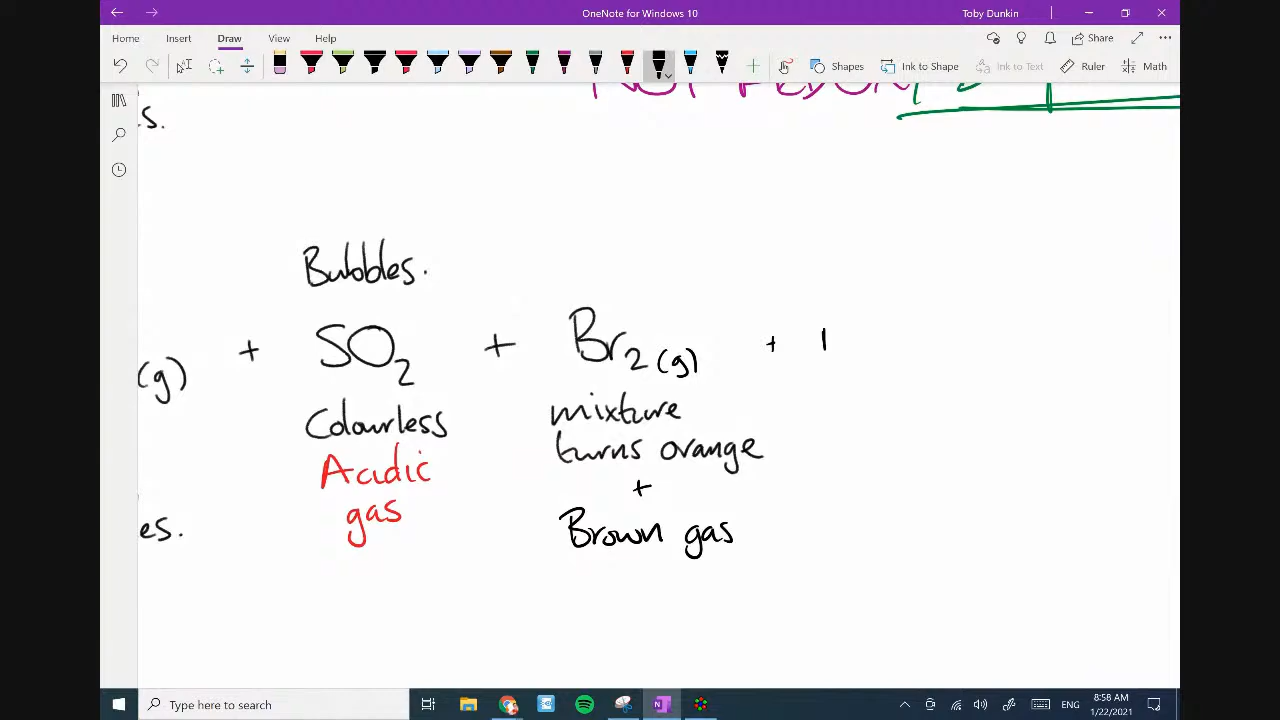 OneNote for Windows 10
Toby Dunkin
Home Insert Draw View Help
Share
Shapes Ink to Shape Ink to Text Ruler Math
NOT
s.
Bubbles.
(g) + SO2 + Br2 (g) + 1
Colourless mixture
Acidic turns orange
gas +
es. Brown gas
Type here to search
ENG
8:58 AM
1/22/2021